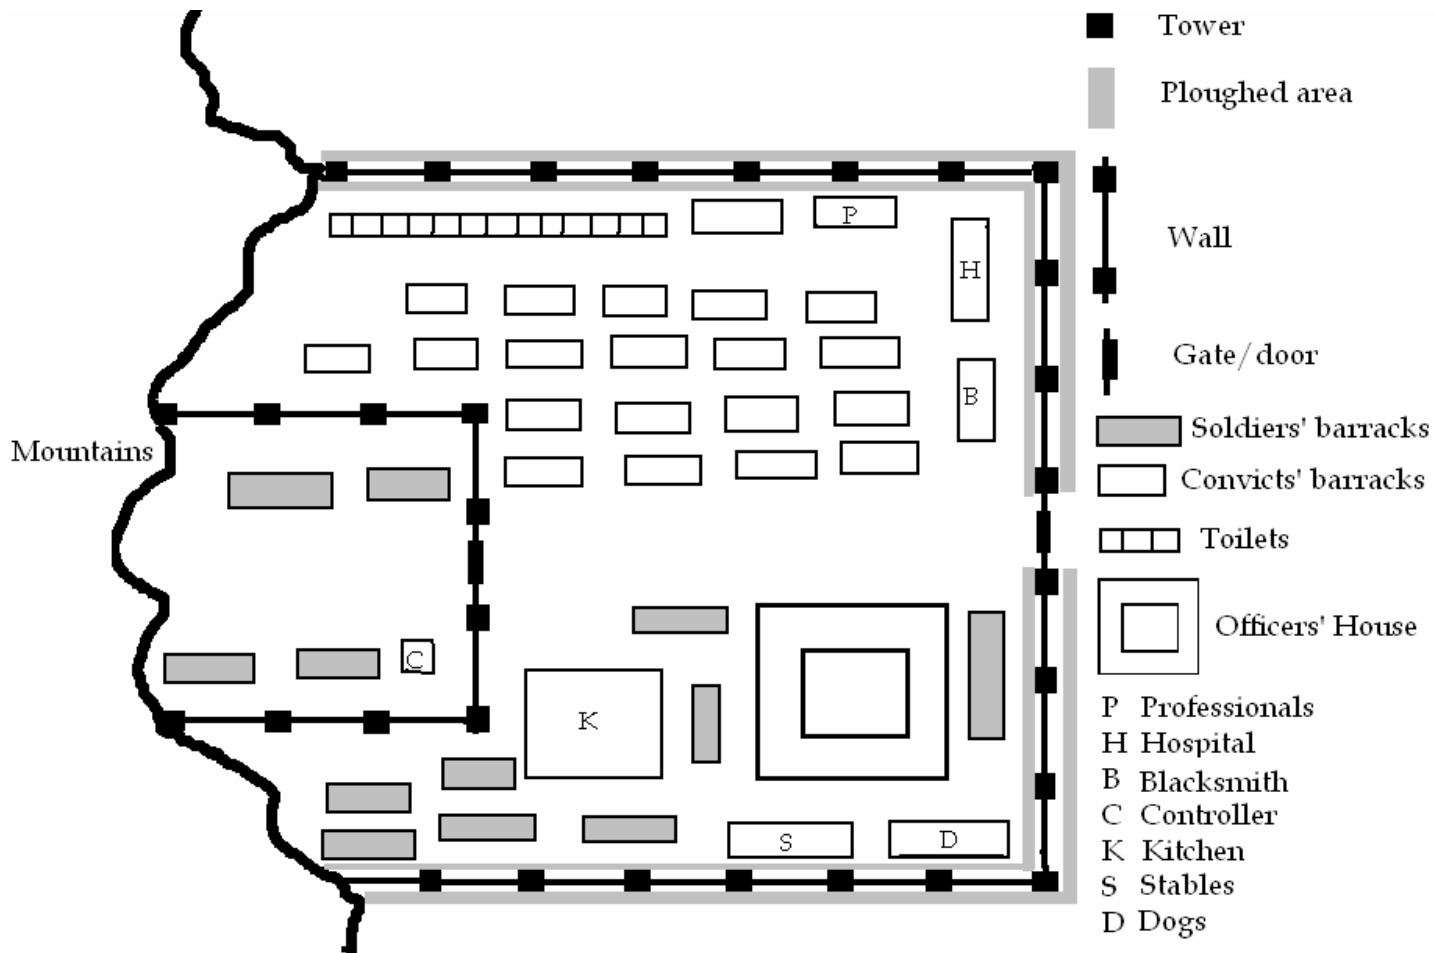 Tower
Ploughed area
P
H
Wall
Gate/door
B
Mountains
Soldiers' barracks
Convicts' barracks
Toilets
Officers' House
C
K
S
D
P Professionals
H Hospital
B Blacksmith
C Controller
K Kitchen
S Stables
D Dogs